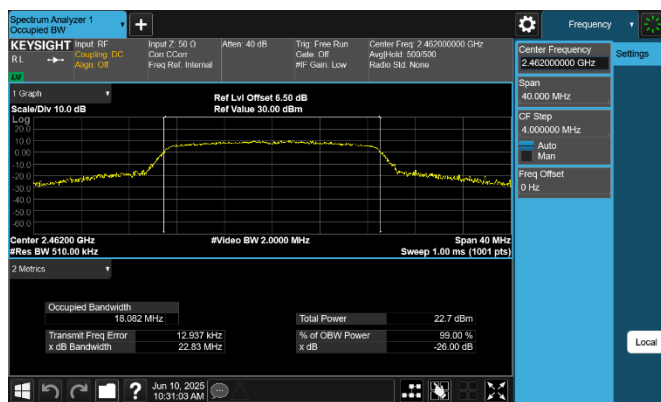 Spectrum Analyzer 1
Occupied BW
Frequency
KEYSIGHT
RL
Input: RF
Coupling: DC
Align: Off
Input Z: 50 Ω
Corr CCorr
Freq Ref: Internal
Atten: 40 dB
Trig: Free Run
Gate: Off
#IF Gain: Low
Center Freq: 2.462000000 GHz
Avg|Hold: 500/500
Radio Std: None
Center Frequency
2.462000000 GHz
Settings
Span
40.000 MHz
CF Step
4.000000 MHz
Auto
Man
Freq Offset
0 Hz
1 Graph
Scale/Div 10.0 dB
Ref Lvl Offset 6.50 dB
Ref Value 30.00 dBm
Log
20.0
10.0
0.00
-10.0
-20.0
-30.0
-40.0
-50.0
-60.0
Center 2.46200 GHz
#Video BW 2.0000 MHz
Span 40 MHz
#Res BW 510.00 kHz
Sweep 1.00 ms (1001 pts)
2 Metrics
Occupied Bandwidth
18.082 MHz
Total Power 22.7 dBm
Transmit Freq Error 12.937 kHz
% of OBW Power 99.00 %
x dB Bandwidth 22.83 MHz
x dB -26.00 dB
Local
Jun 10, 2025
10:31:03 AM